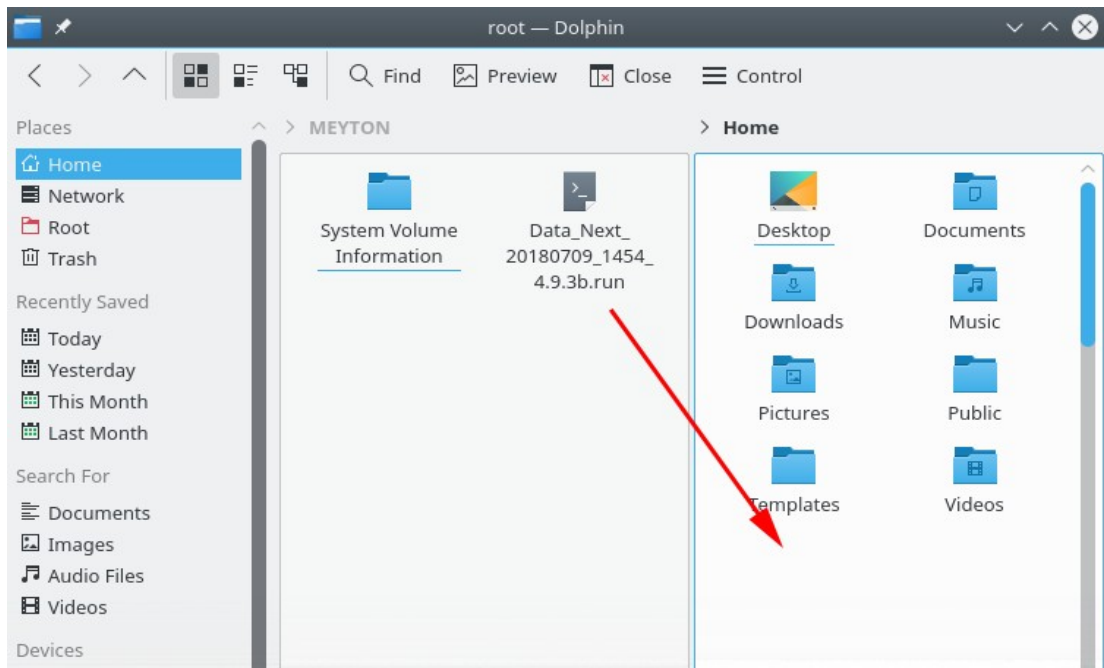 root — Dolphin
Find
Preview
Close
Control
Places
Home
Network
Root
Trash
Recently Saved
Today
Yesterday
This Month
Last Month
Search For
Documents
Images
Audio Files
Videos
Devices
> MEYTON
System Volume
Information
Data_Next_
20180709_1454_
4.9.3b.run
> Home
Desktop
Documents
Downloads
Music
Pictures
Public
Templates
Videos